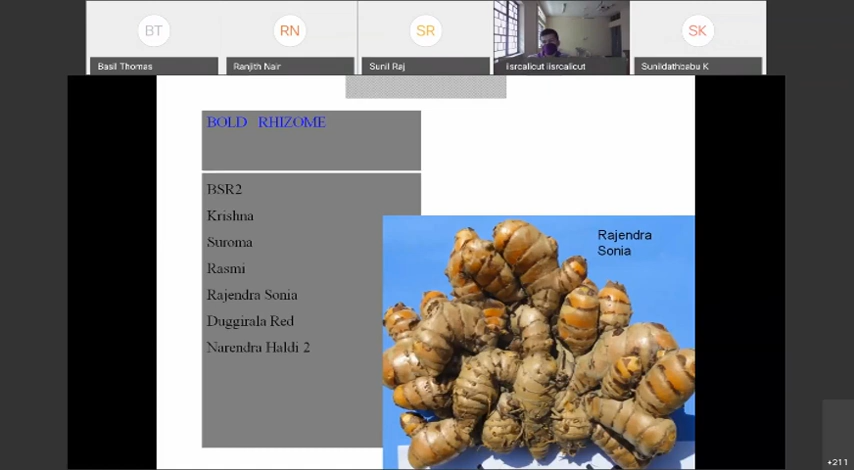 BT
RN
SR
SK
Basil Thomas
Ranjith Nair
Sunil Raj
iisrcalicut iisrcalicut
Sunildathbabu K
BOLD RHIZOME
BSR2
Krishna
Suroma
Rasmi
Rajendra Sonia
Duggirala Red
Narendra Haldi 2
Rajendra
Sonia
+211